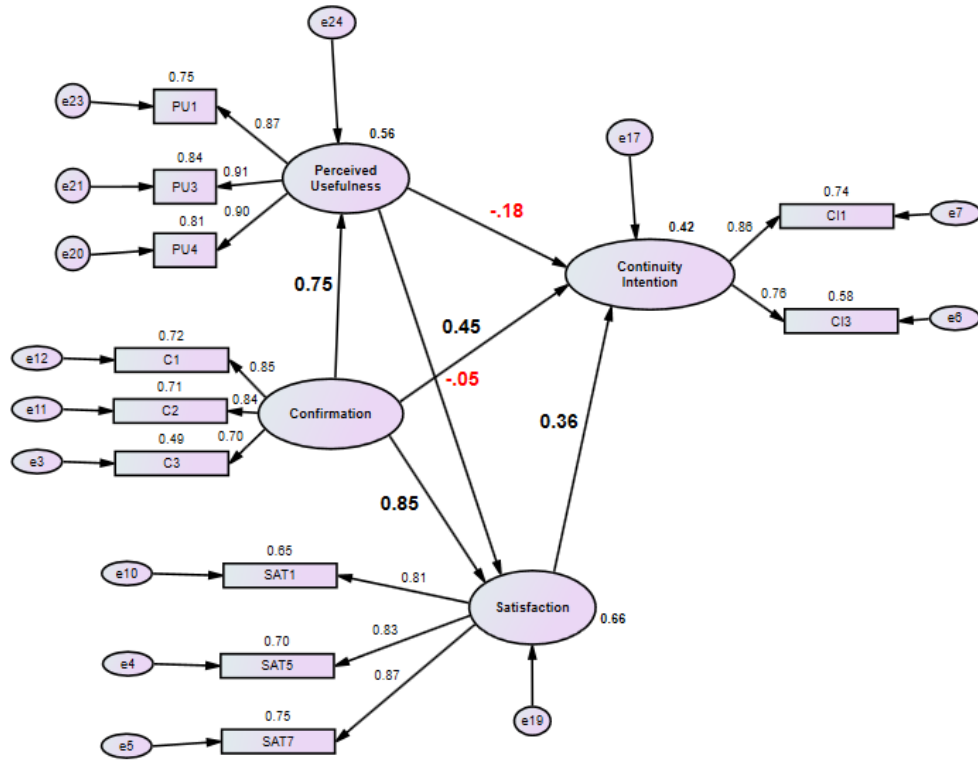 e24
0.75
e23
PU1
0.87
0.56
e17
0.84
Perceived
Usefulness
e21
PU3
0.91
0.74
-.18
CI1
e7
0.81
0.90
0.86
0.42
e20
PU4
Continuity
Intention
0.75
0.76
0.58
CI3
e6
0.45
0.72
e12
C1
0.85
-.05
0.71
e11
C2
0.84
Confirmation
0.36
0.49
0.70
e3
C3
0.85
0.65
e10
SAT1
0.81
Satisfaction
0.66
0.83
0.70
e4
SAT5
0.87
0.75
e19
e5
SAT7